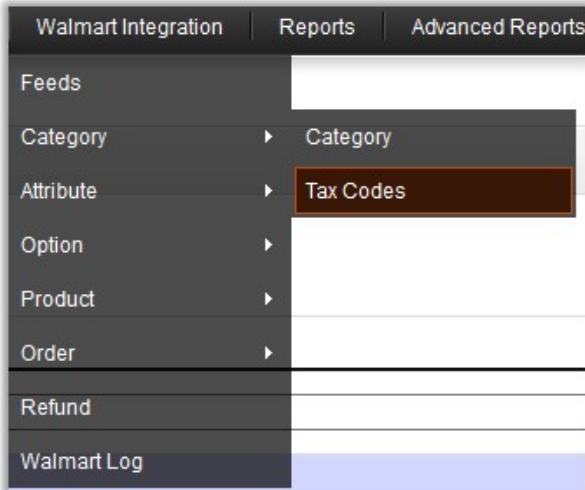 Walmart Integration Reports Advanced Reports
Feeds
Category Category
Attribute Tax Codes
Option
Product
Order
Refund
Walmart Log